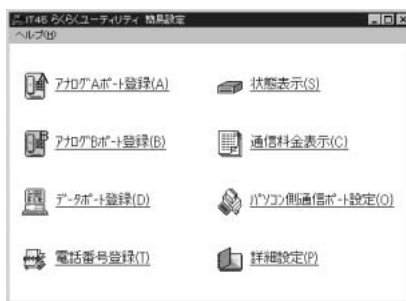 IT46 らくらくユーティリティ 簡易設定
ヘルプ(H)
アナログAポート登録(A)
状態表示(S)
アナログBポート登録(B)
通信料金表示(C)
データポート登録(D)
パソコン側通信ポート設定(O)
電話番号登録(T)
詳細設定(P)